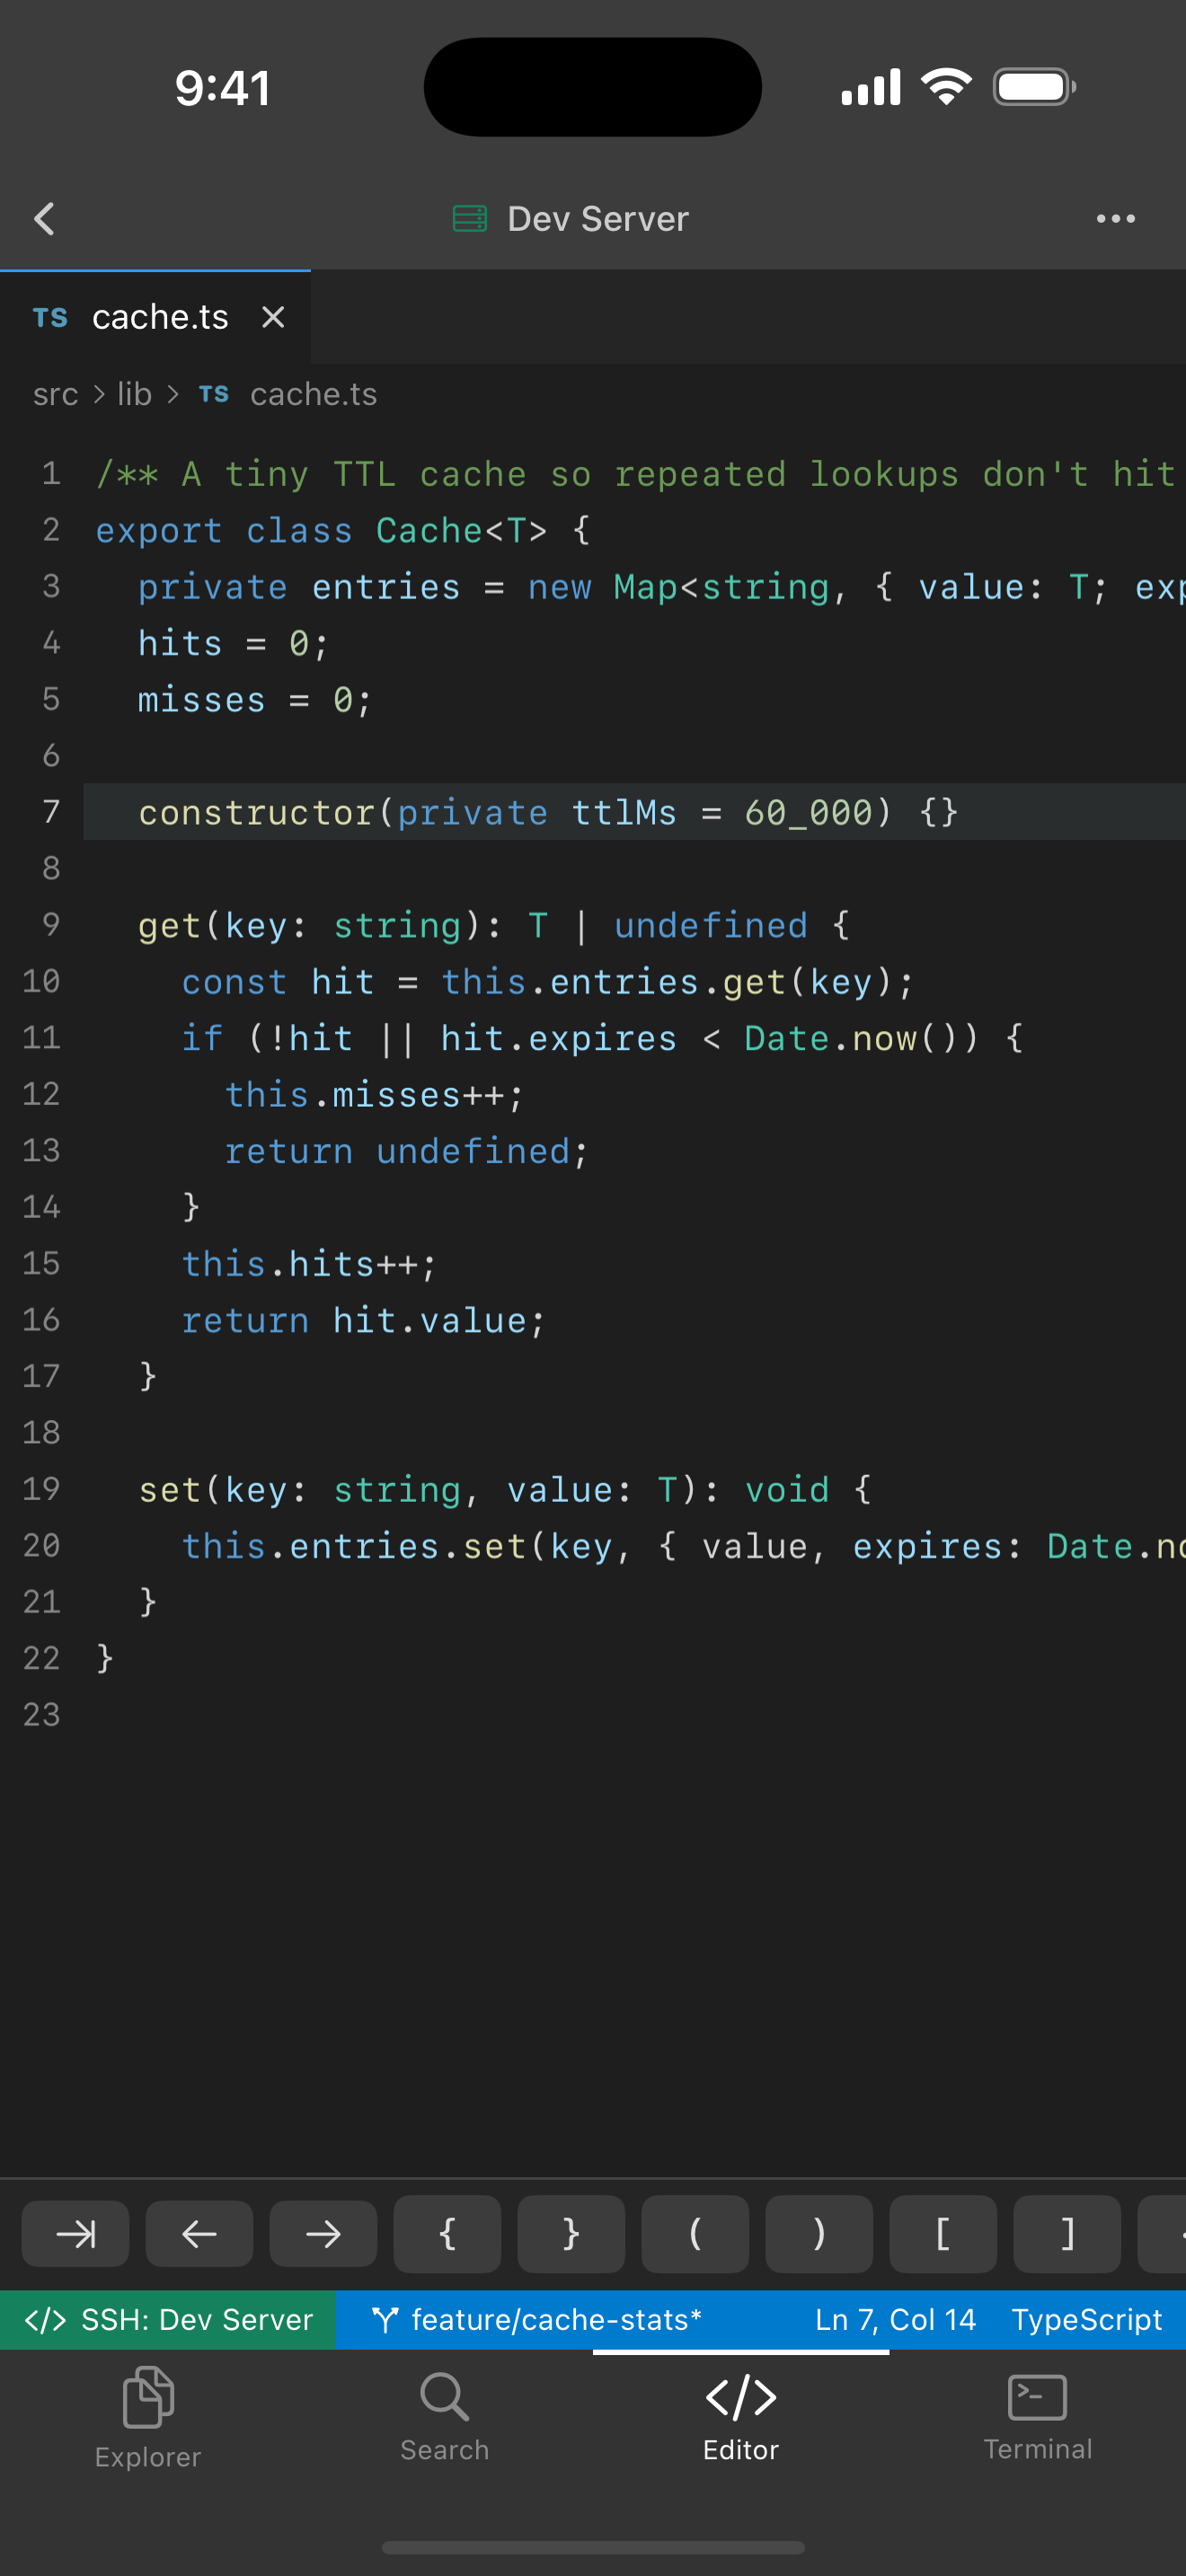 9:41
Dev Server
TS cache.ts
src > lib > TS cache.ts
1 /** A tiny TTL cache so repeated lookups don't hit
2 export class Cache<T> {
3 private entries = new Map<string, { value: T; exp
4 hits = 0;
5 misses = 0;
6
7 constructor(private ttlMs = 60_000) {}
8
9 get(key: string): T | undefined {
10 const hit = this.entries.get(key);
11 if (!hit || hit.expires < Date.now()) {
12 this.misses++;
13 return undefined;
14 }
15 this.hits++;
16 return hit.value;
17 }
18
19 set(key: string, value: T): void {
20 this.entries.set(key, { value, expires: Date.no
21 }
22 }
23
{ } ( ) [ ]
</> SSH: Dev Server feature/cache-stats* Ln 7, Col 14 TypeScript
Explorer Search Editor Terminal